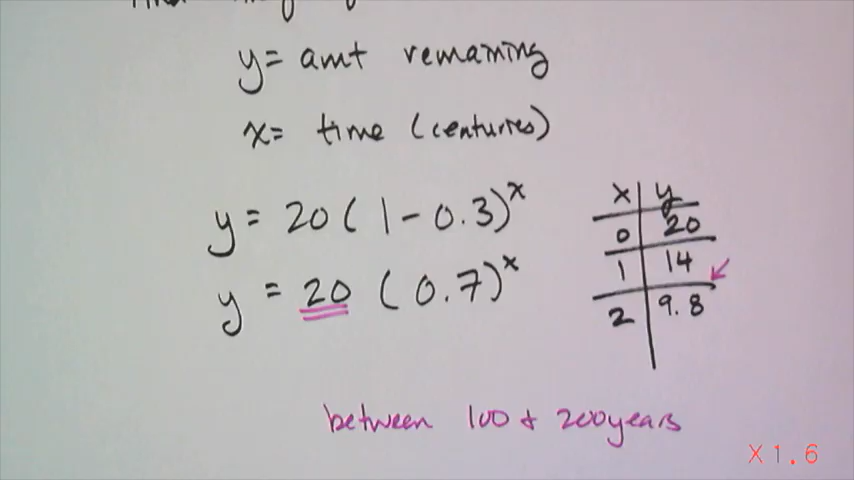 y = amt remaining
x = time (centuries)
y = 20 ( 1 - 0.3)^x
y = 20 ( 0.7)^x
x | y
0 | 20
1 | 14
2 | 9.8
between 100 + 200 years
X1.6